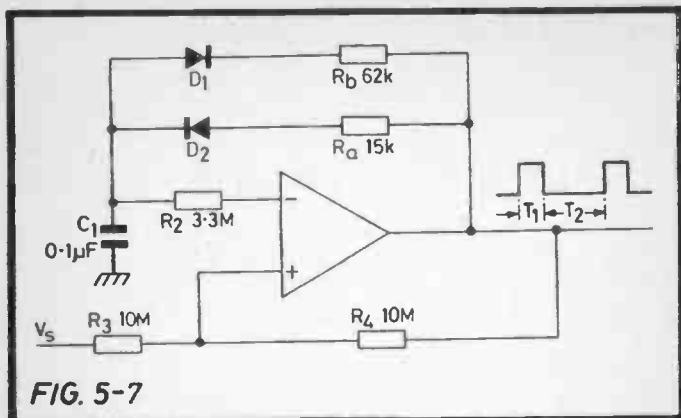 D1
Rb 62k
D2
Ra 15k
T1
T2
C1
0·1µF
R2 3·3M
−
+
VS
R3 10M
R4 10M
FIG. 5-7